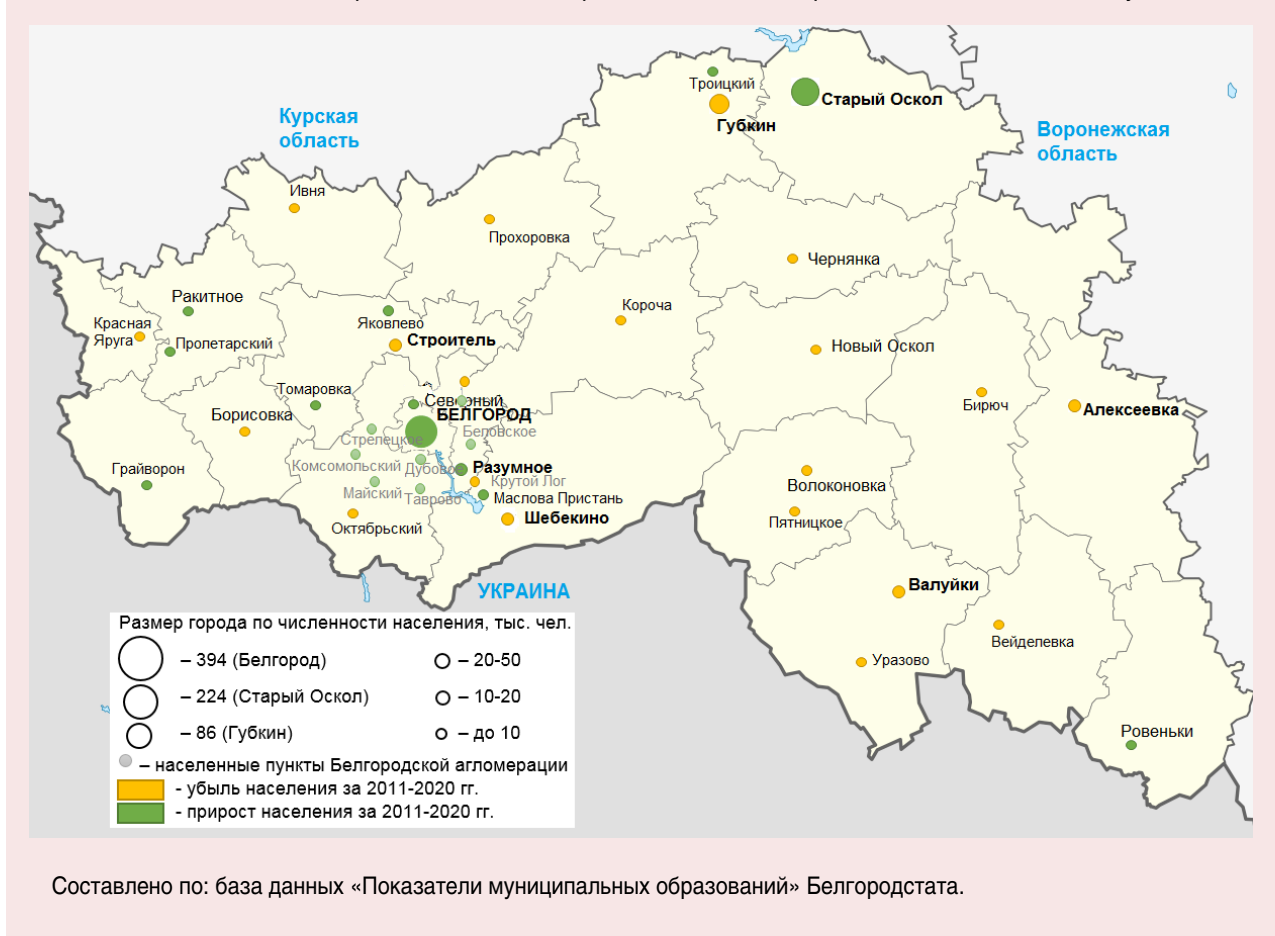 Троицкий
Старый Оскол
Губкин
Курская
область
Воронежская
область
Ивня
Прохоровка
Чернянка
Ракитное
Короча
Красная
Яруга
Яковлево
Пролетарский
Строитель
Новый Оскол
Томаровка
Северный
БЕЛГОРОД
Борисовка
Бирюч
Алексеевка
Стрелецкое
Беловское
Грайворон
Комсомольский
Дубовое
Разумное
Крутой Лог
Майский
Таврово
Маслова Пристань
Волоконовка
Октябрьский
Шебекино
Пятницкое
УКРАИНА
Валуйки
Вейделевка
Уразово
Ровеньки
Размер города по численности населения, тыс. чел.
– 394 (Белгород)
– 20-50
– 224 (Старый Оскол)
– 10-20
– 86 (Губкин)
– до 10
– населенные пункты Белгородской агломерации
- убыль населения за 2011-2020 гг.
- прирост населения за 2011-2020 гг.
Составлено по: база данных «Показатели муниципальных образований» Белгородстата.